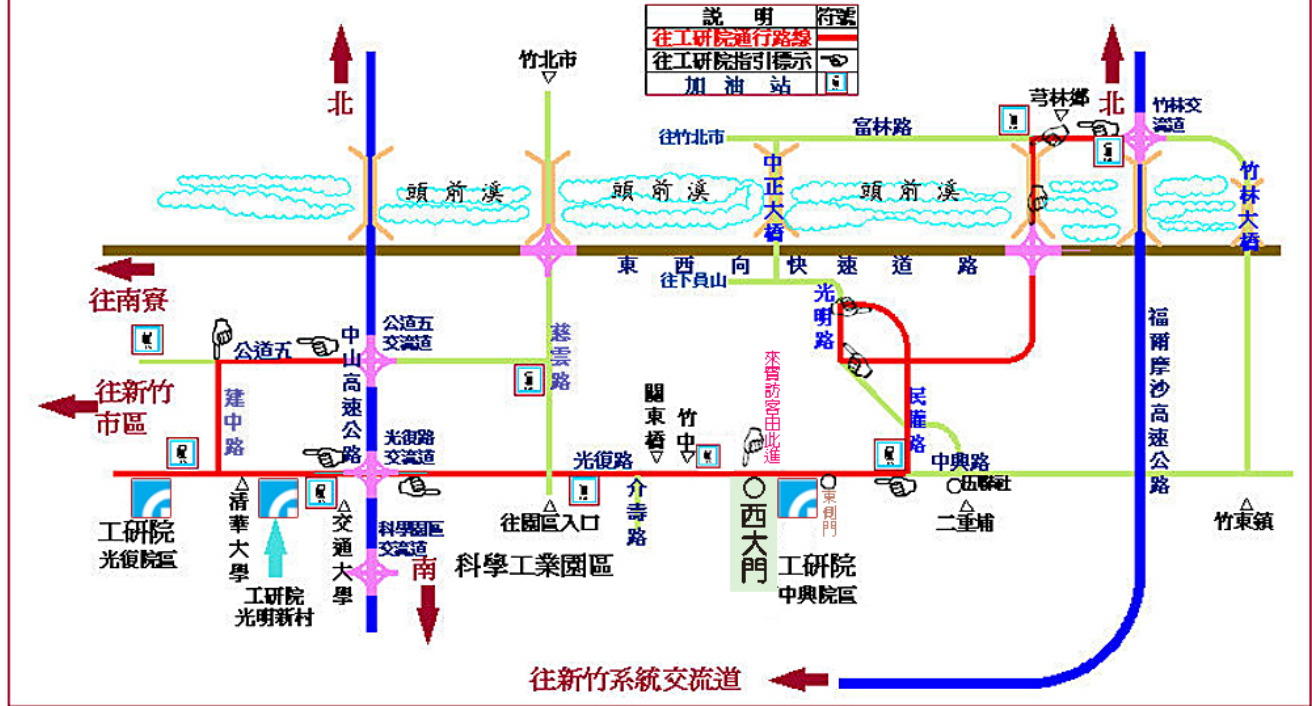 説 明 符號
往工研院通行路線
往工研院指引標示
加油站
北
竹北市
芎林鄉
北
竹林交
流道
往竹北市
富林路
頭前溪
頭前溪
頭前溪
中正大橋
竹林大橋
東西向快速道路
往南寮
往下員山
光明路
公道五
中山高速公路
公道五
交流道
慈雲路
來賓訪客由此進
福爾摩沙高速公路
往新竹
市區
建中路
關東橋
竹中
民權路
光復路
交流道
光復路
介壽路
中興路
伍聯社
東側門
工研院
光復院區
清華大學
工研院
光明新村
交通大學
科學園區
交流道
南
往園區入口
科學工業園區
西大門
工研院
中興院區
二重埔
竹東鎮
往新竹系統交流道